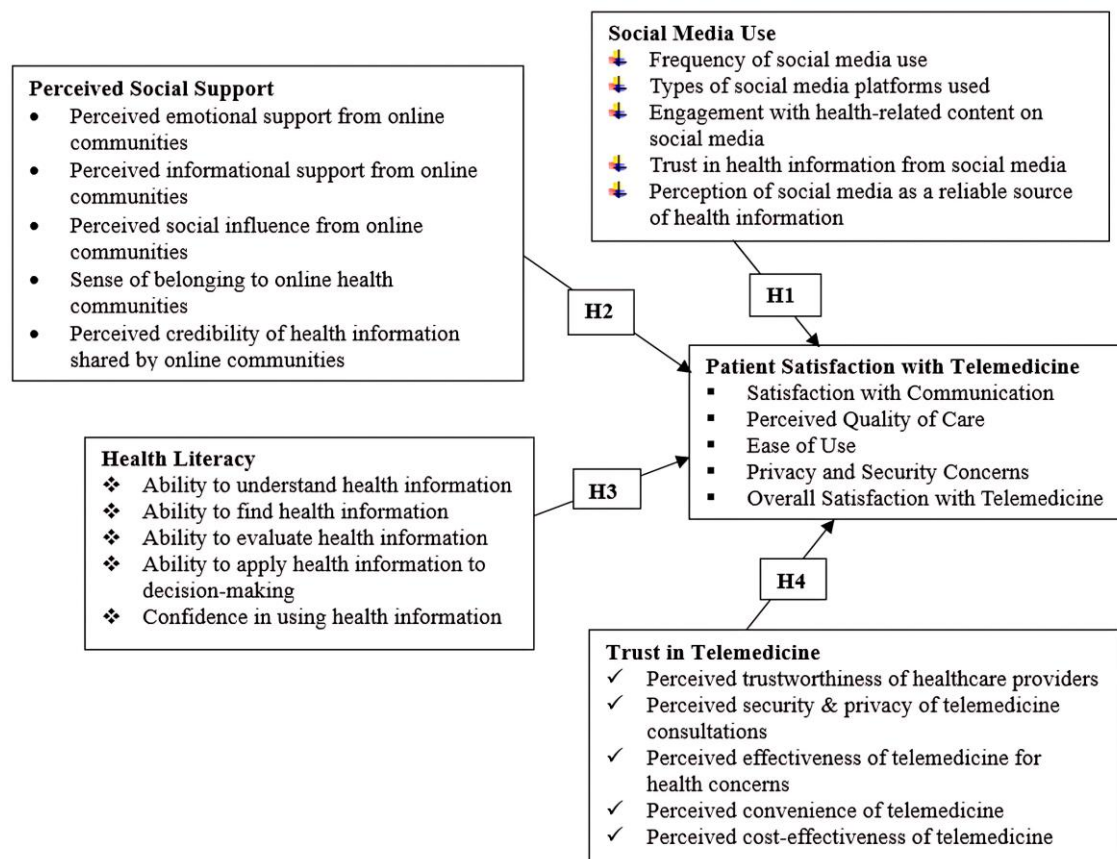 Social Media Use
Frequency of social media use
Types of social media platforms used
Engagement with health-related content on
social media
Trust in health information from social media
Perception of social media as a reliable source
of health information
Perceived Social Support
• Perceived emotional support from online
communities
• Perceived informational support from online
communities
• Perceived social influence from online
communities
• Sense of belonging to online health
communities
• Perceived credibility of health information
shared by online communities
H1
H2
Patient Satisfaction with Telemedicine
▪ Satisfaction with Communication
▪ Perceived Quality of Care
▪ Ease of Use
▪ Privacy and Security Concerns
▪ Overall Satisfaction with Telemedicine
Health Literacy
❖ Ability to understand health information
❖ Ability to find health information
❖ Ability to evaluate health information
❖ Ability to apply health information to
decision-making
❖ Confidence in using health information
H3
H4
Trust in Telemedicine
✓ Perceived trustworthiness of healthcare providers
✓ Perceived security & privacy of telemedicine
consultations
✓ Perceived effectiveness of telemedicine for
health concerns
✓ Perceived convenience of telemedicine
✓ Perceived cost-effectiveness of telemedicine